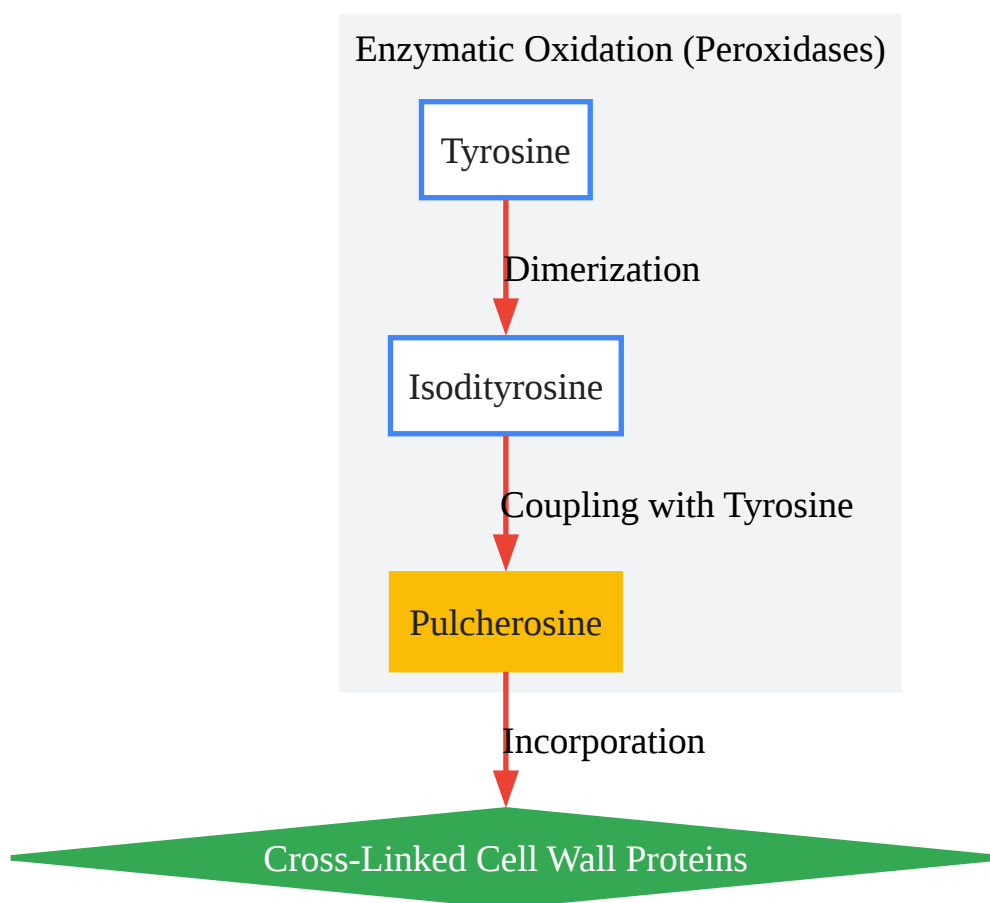 Enzymatic Oxidation (Peroxidases)
Tyrosine
Dimerization
Isodityrosine
Coupling with Tyrosine
Pulcherosine
Incorporation
Cross-Linked Cell Wall Proteins